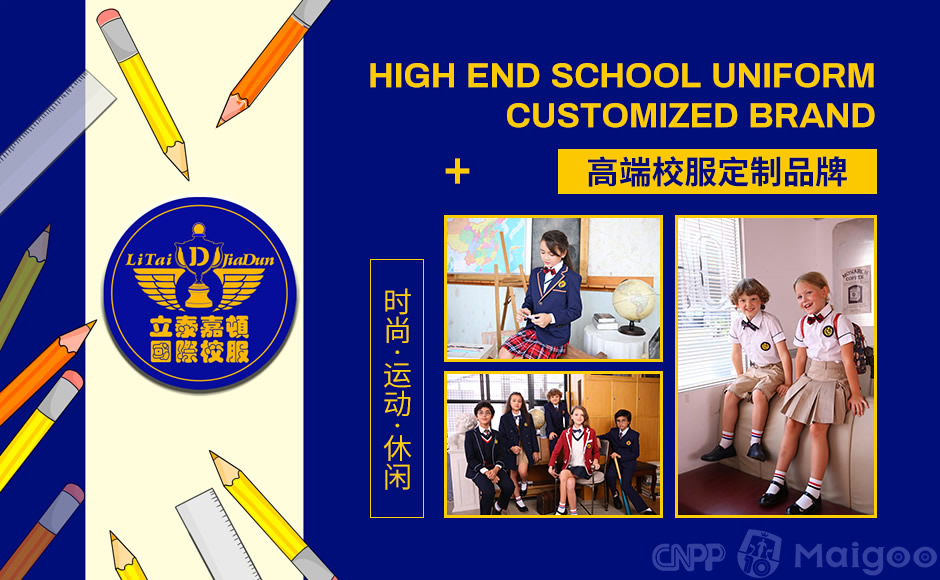 HIGH END SCHOOL UNIFORM
CUSTOMIZED BRAND
+
高端校服定制品牌
LiTai D JiaDun
立泰嘉頓
國際校服
时尚·运动·休闲
CNPP Maigoo